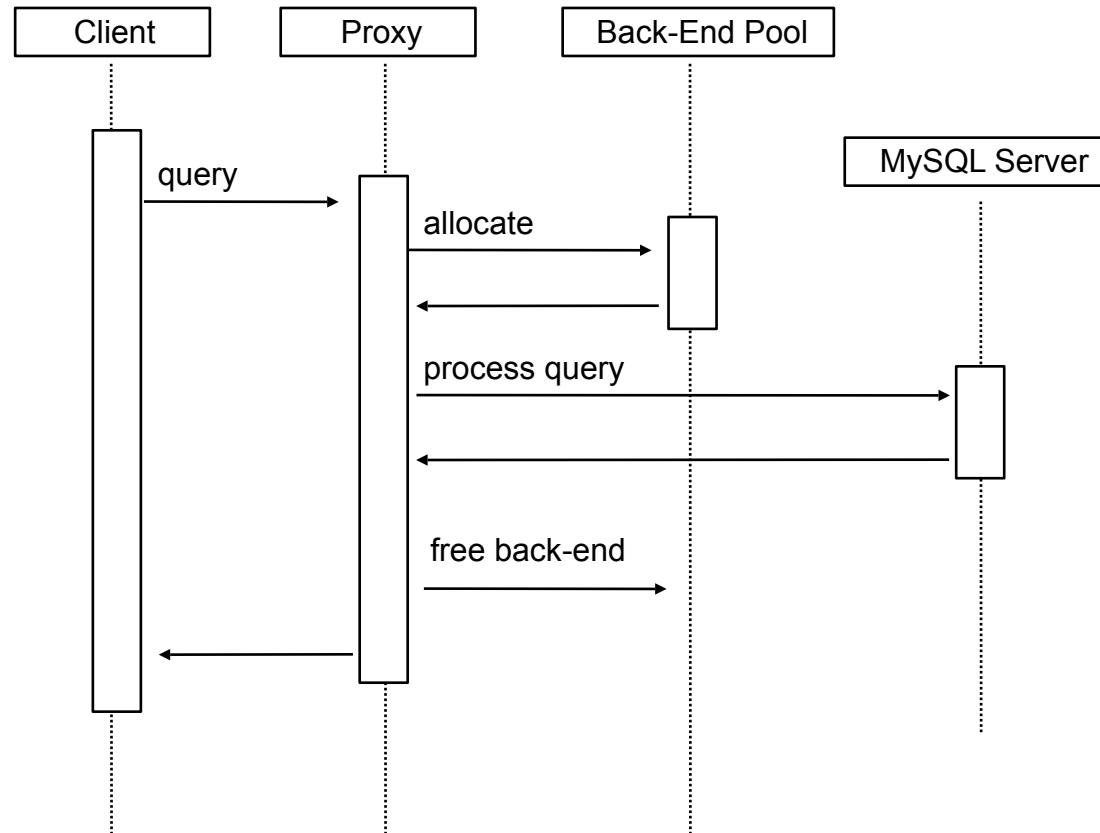 Client
Proxy
Back-End Pool
MySQL Server
query
allocate
process query
free back-end